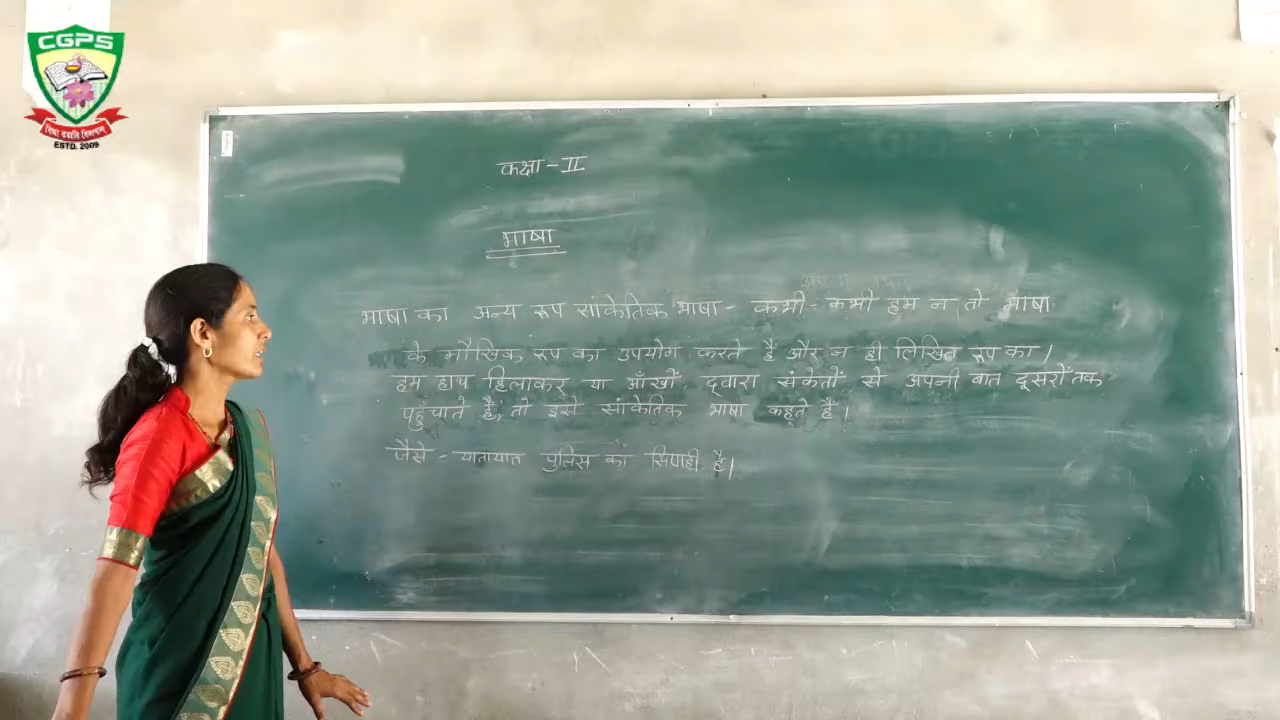 CGPS
ESTD. 2009
कक्षा - II
भाषा
भाषा का अन्य रूप सांकेतिक भाषा - कभी - कभी हम न तो भाषा
के मौखिक रूप का उपयोग करते हैं और न ही लिखित रूप का।
हम हाथ हिलाकर या आँखों द्वारा संकेतों से अपनी बात दूसरों तक
पहुँचाते हैं, तो इसे सांकेतिक भाषा कहते हैं।
जैसे - यातायात पुलिस का सिपाही है।